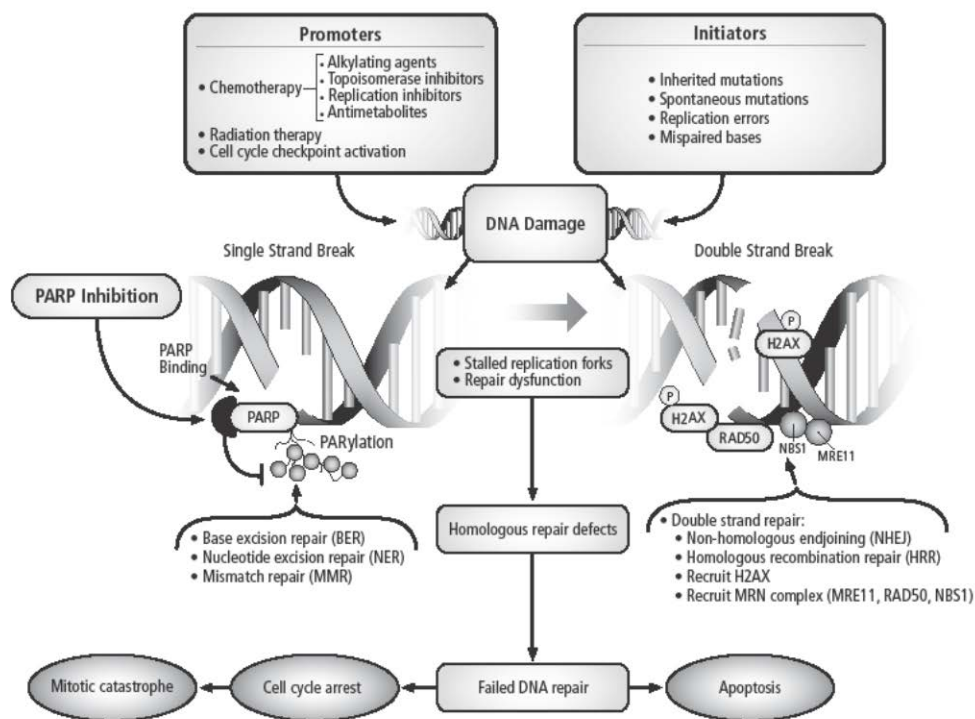 Promoters
• Chemotherapy
• Alkylating agents
• Topoisomerase inhibitors
• Replication inhibitors
• Antimetabolites
• Radiation therapy
• Cell cycle checkpoint activation
Initiators
• Inherited mutations
• Spontaneous mutations
• Replication errors
• Mispaired bases
DNA Damage
Single Strand Break
Double Strand Break
PARP Inhibition
PARP
Binding
PARP
PARylation
• Stalled replication forks
• Repair dysfunction
P
H2AX
P
H2AX
RAD50
NBS1
MRE11
• Base excision repair (BER)
• Nucleotide excision repair (NER)
• Mismatch repair (MMR)
Homologous repair defects
• Double strand repair:
• Non-homologous endjoining (NHEJ)
• Homologous recombination repair (HRR)
• Recruit H2AX
• Recruit MRN complex (MRE11, RAD50, NBS1)
Mitotic catastrophe
Cell cycle arrest
Failed DNA repair
Apoptosis